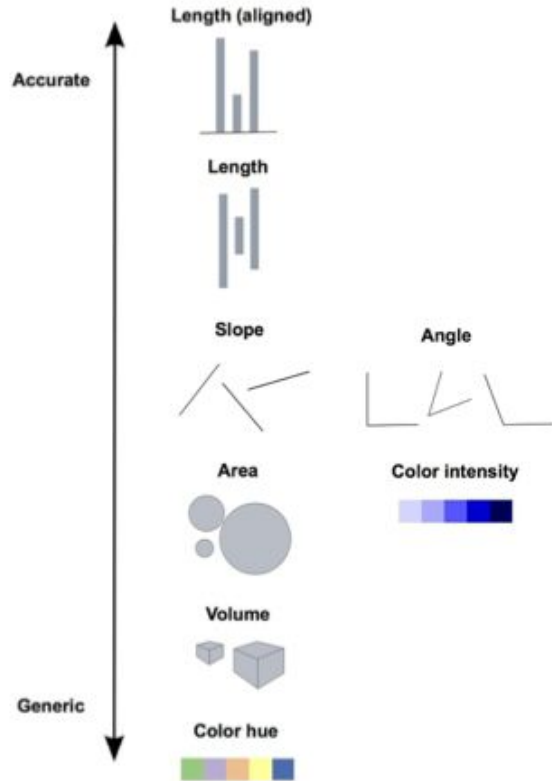 Length (aligned)
Accurate
Length
Slope
Angle
Area
Color intensity
Volume
Generic
Color hue